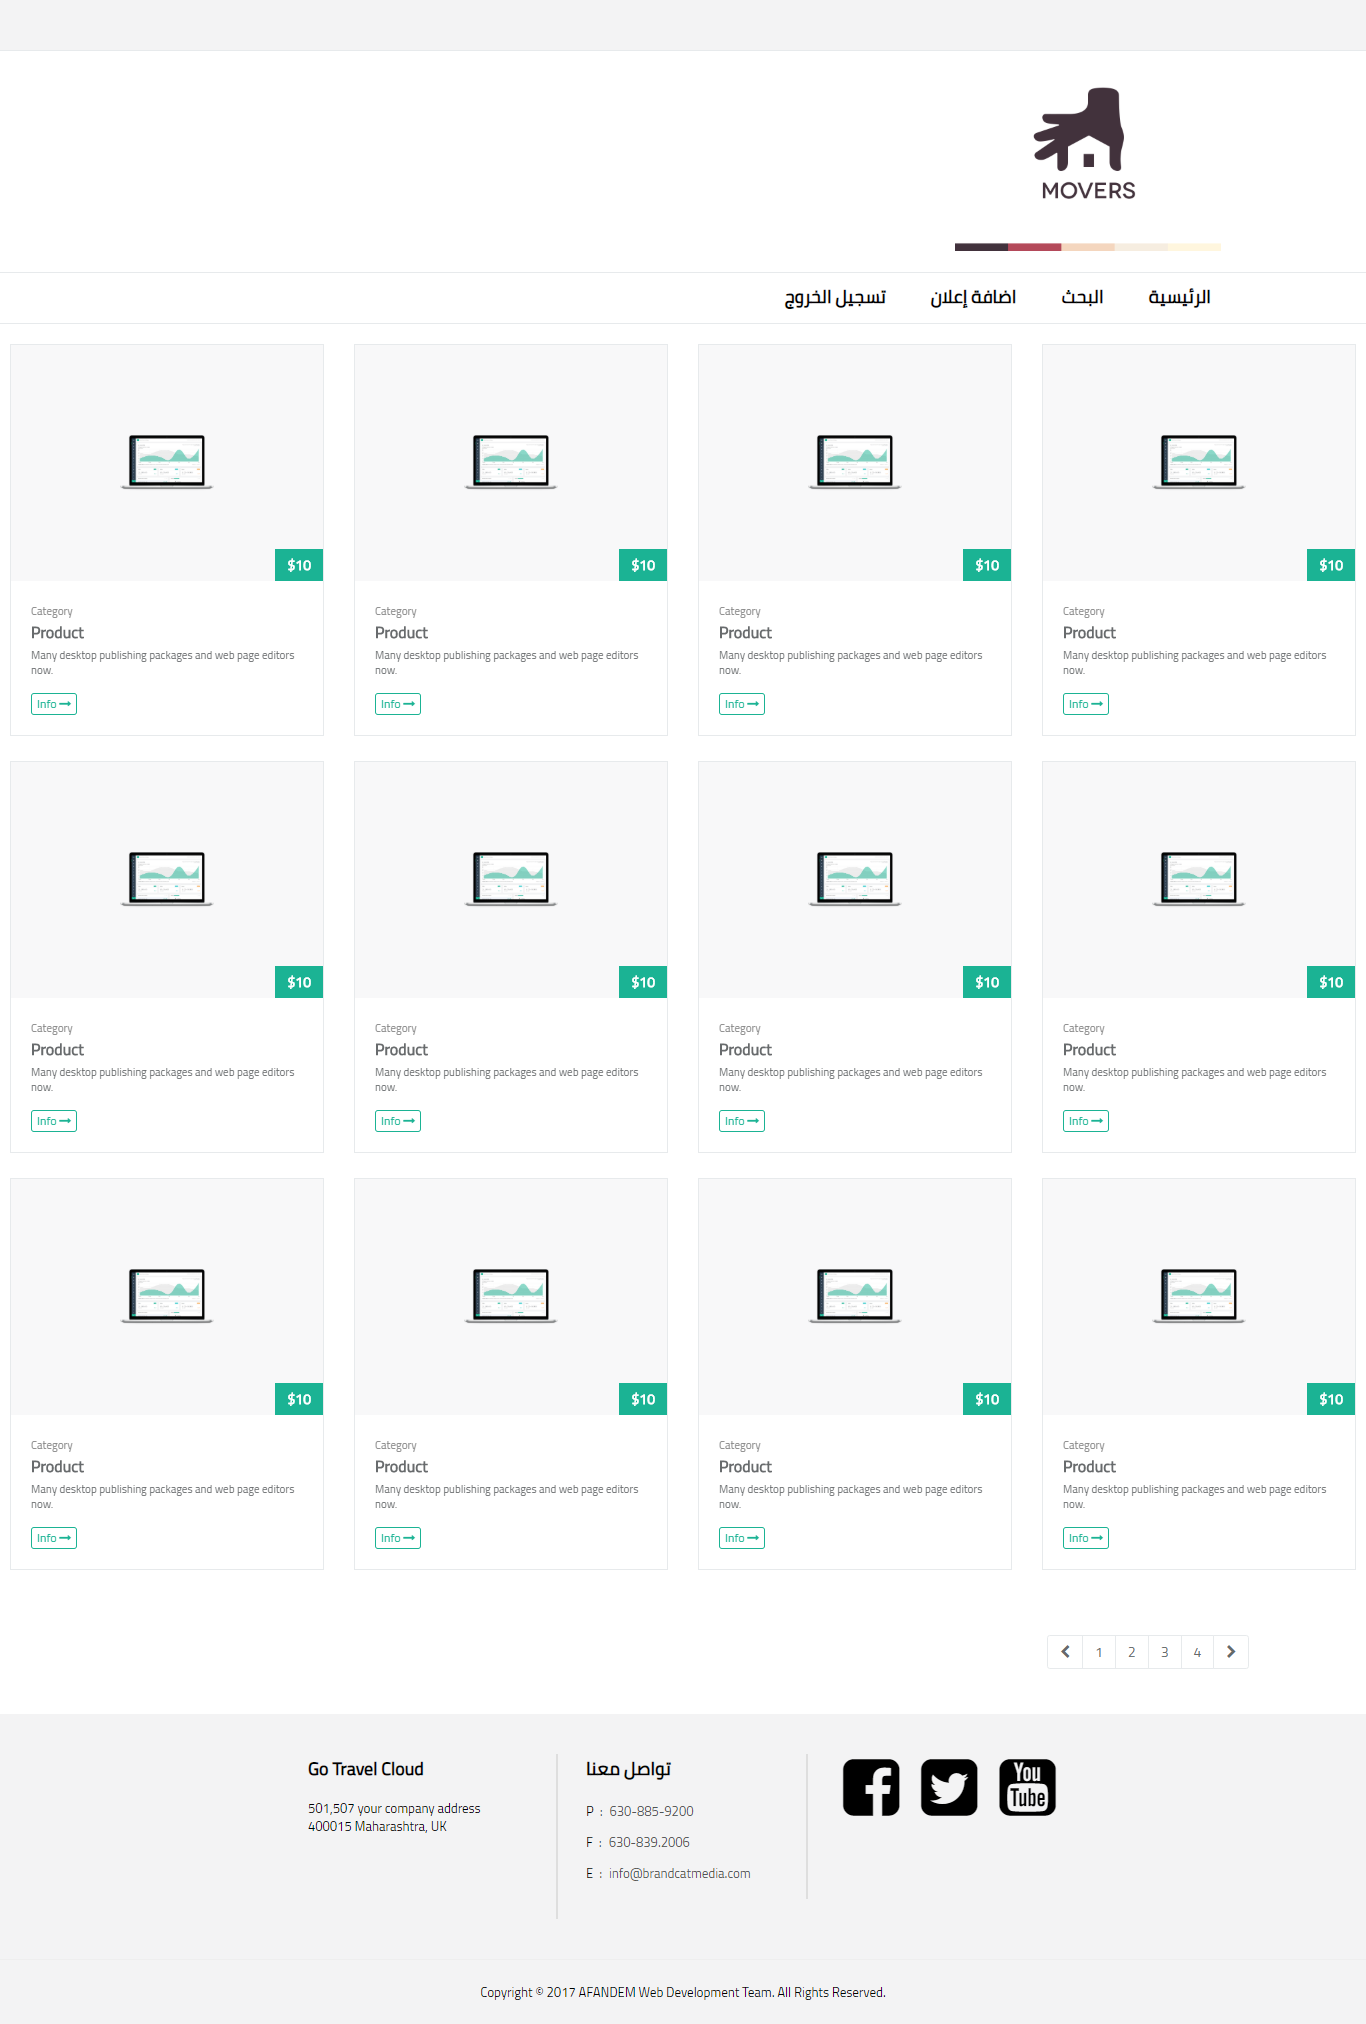 MOVERS
الرئيسية
البحث
اضافة إعلان
تسجيل الخروج
$10
$10
$10
$10
Category
Product
Many desktop publishing packages and web page editors
now.
Info
Category
Product
Many desktop publishing packages and web page editors
now.
Info
Category
Product
Many desktop publishing packages and web page editors
now.
Info
Category
Product
Many desktop publishing packages and web page editors
now.
Info
$10
$10
$10
$10
Category
Product
Many desktop publishing packages and web page editors
now.
Info
Category
Product
Many desktop publishing packages and web page editors
now.
Info
Category
Product
Many desktop publishing packages and web page editors
now.
Info
Category
Product
Many desktop publishing packages and web page editors
now.
Info
$10
$10
$10
$10
Category
Product
Many desktop publishing packages and web page editors
now.
Info
Category
Product
Many desktop publishing packages and web page editors
now.
Info
Category
Product
Many desktop publishing packages and web page editors
now.
Info
Category
Product
Many desktop publishing packages and web page editors
now.
Info
1 2 3 4
Go Travel Cloud
501,507 your company address
400015 Maharashtra, UK
تواصل معنا
P : 630-885-9200
F : 630-839.2006
E : info@brandcatmedia.com
You
Tube
Copyright © 2017 AFANDEM Web Development Team. All Rights Reserved.